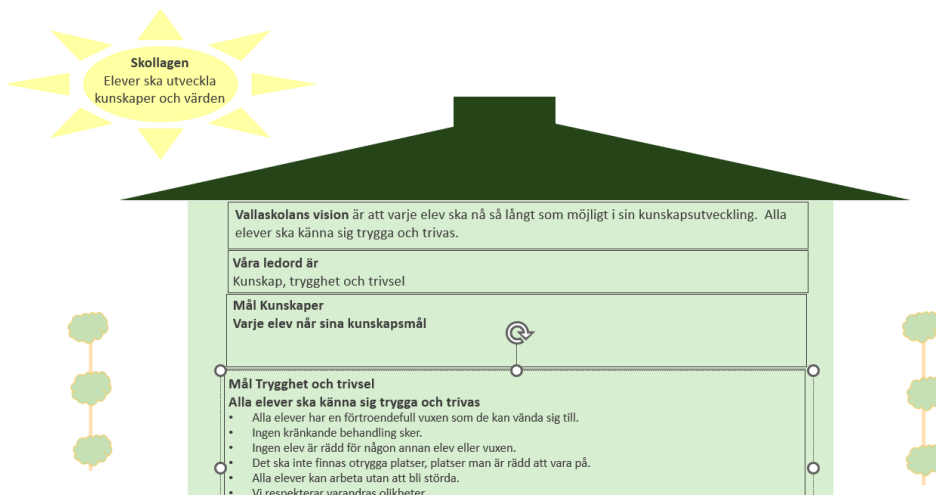 Skollagen
Elever ska utveckla
kunskaper och värden
Vallaskolans vision är att varje elev ska nå så långt som möjligt i sin kunskapsutveckling.  Alla
elever ska känna sig trygga och trivas.
Våra ledord är
Kunskap, trygghet och trivsel
Mål Kunskaper
Varje elev når sina kunskapsmål
Mål Trygghet och trivsel
Alla elever ska känna sig trygga och trivas
• Alla elever har en förtroendefull vuxen som de kan vända sig till.
• Ingen kränkande behandling sker.
• Ingen elev är rädd för någon annan elev eller vuxen.
• Det ska inte finnas otrygga platser, platser man är rädd att vara på.
• Alla elever kan arbeta utan att bli störda.
• Vi respekterar varandras olikheter